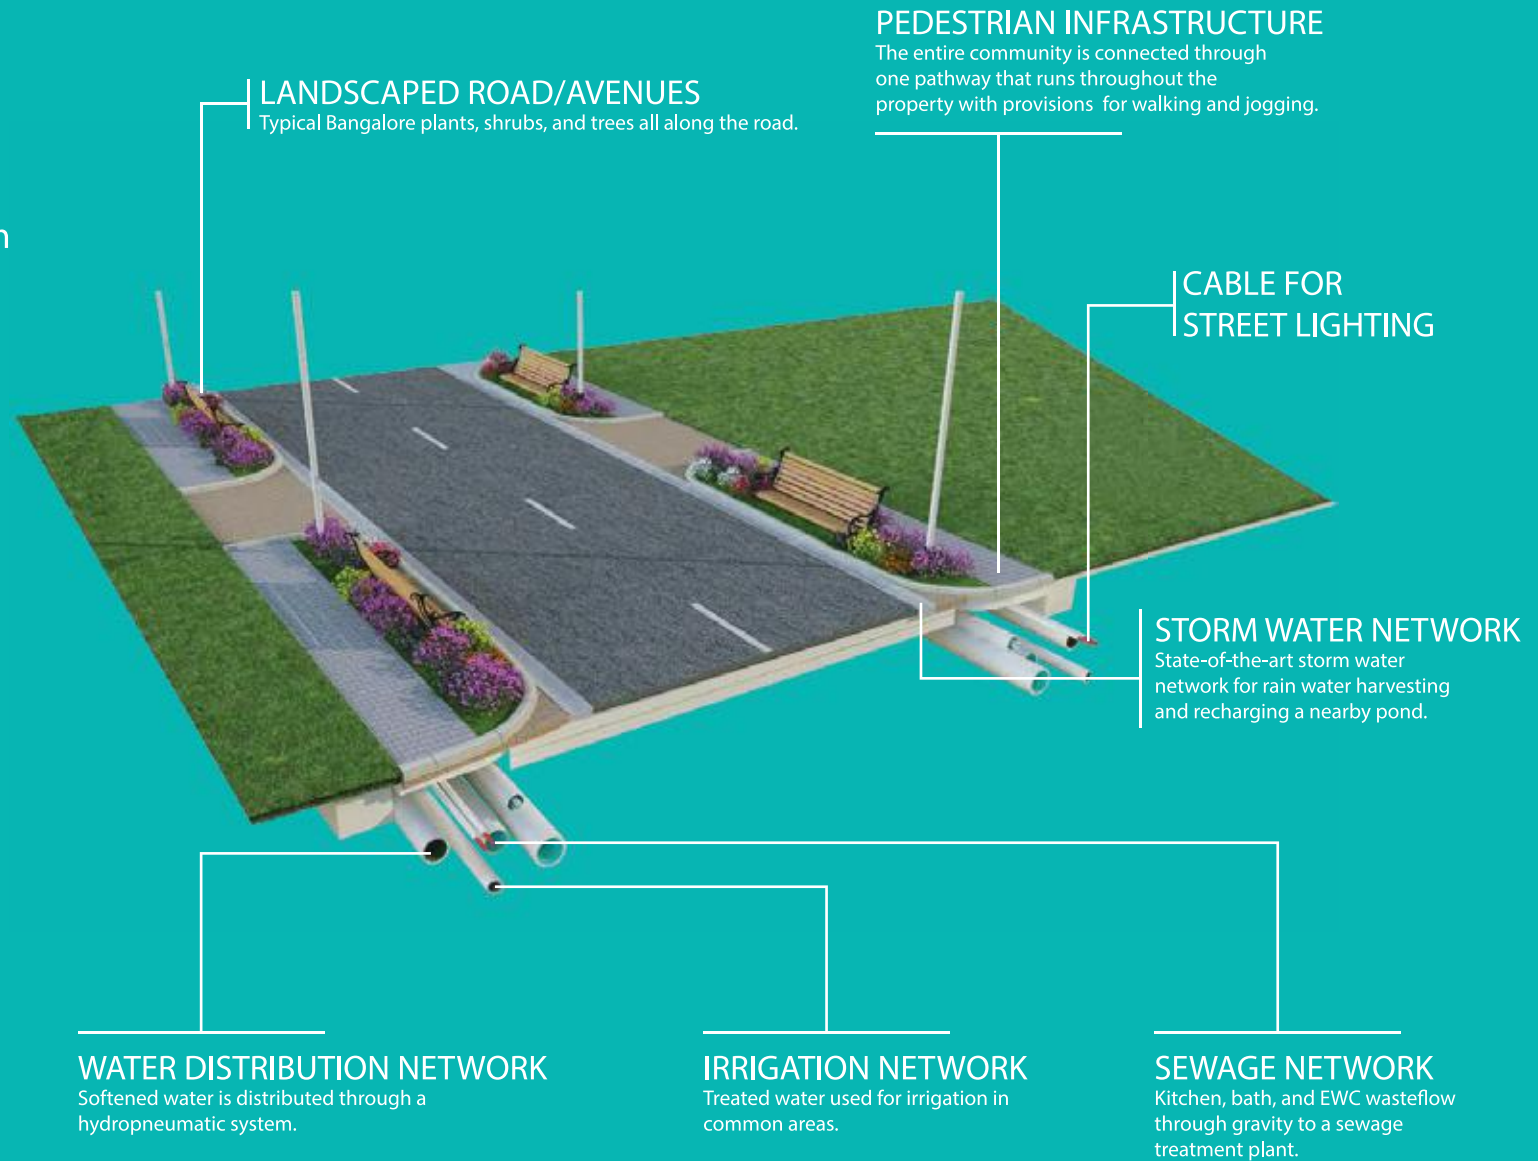 PEDESTRIAN INFRASTRUCTURE
The entire community is connected through
one pathway that runs throughout the
property with provisions for walking and jogging.
LANDSCAPED ROAD/AVENUES
Typical Bangalore plants, shrubs, and trees all along the road.
CABLE FOR
STREET LIGHTING
STORM WATER NETWORK
State-of-the-art storm water
network for rain water harvesting
and recharging a nearby pond.
WATER DISTRIBUTION NETWORK
Softened water is distributed through a
hydropneumatic system.
IRRIGATION NETWORK
Treated water used for irrigation in
common areas.
SEWAGE NETWORK
Kitchen, bath, and EWC wasteflow
through gravity to a sewage
treatment plant.